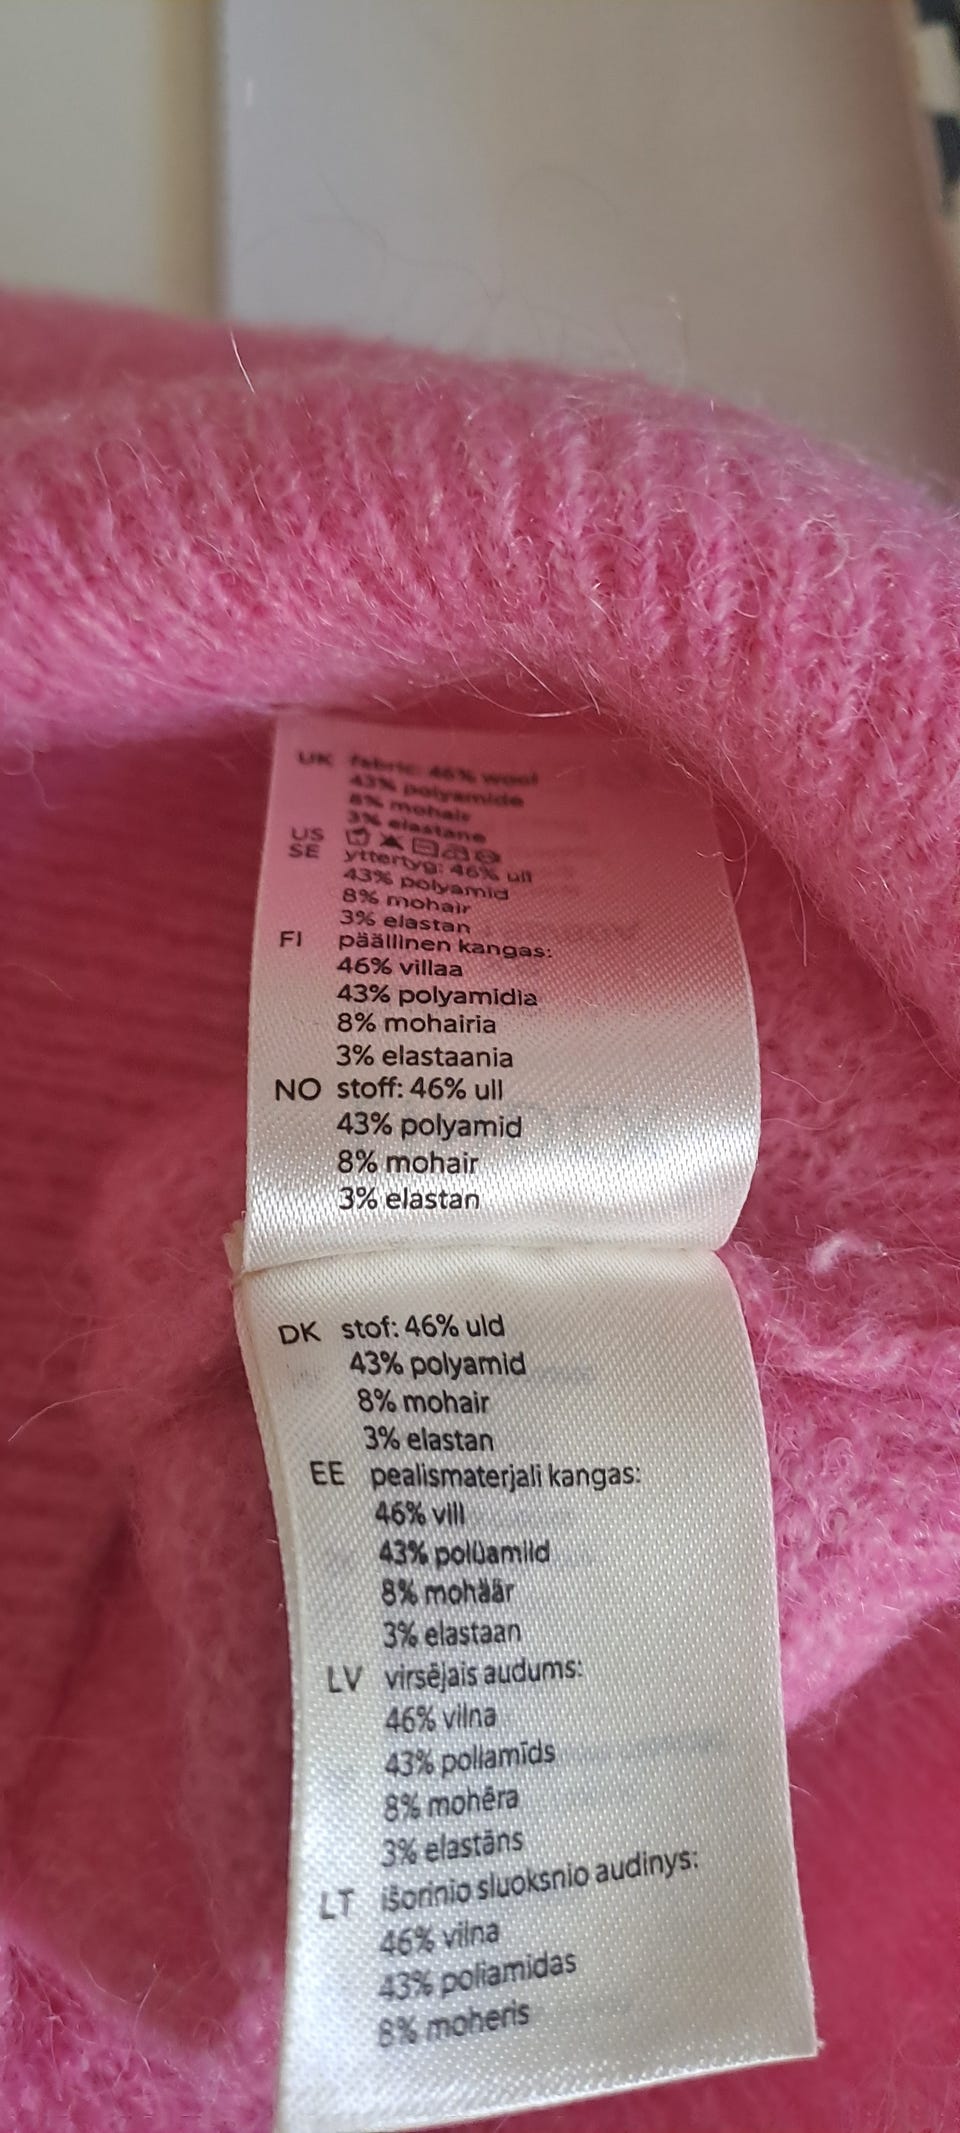 UK fabric: 46% wool
43% polyamide
8% mohair
3% elastane
US
SE yttertyg: 46% ull
43% polyamid
8% mohair
3% elastan
FI päällinen kangas:
46% villaa
43% polyamidia
8% mohairia
3% elastaania
NO stoff: 46% ull
43% polyamid
8% mohair
3% elastan
DK stof: 46% uld
43% polyamid
8% mohair
3% elastan
EE pealismaterjali kangas:
46% vill
43% polüamiid
8% mohäär
3% elastaan
LV virsējais audums:
46% vilna
43% poliamīds
8% mohēra
3% elastāns
LT išorinio sluoksnio audinys:
46% vilna
43% poliamidas
8% moheris